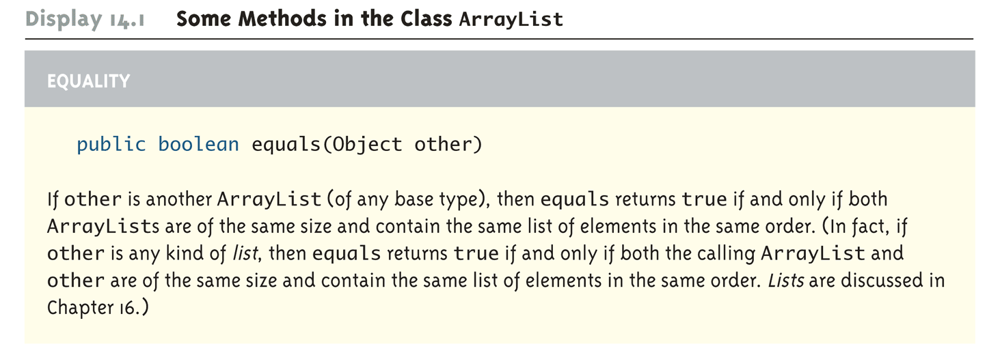 Display 14.1 Some Methods in the Class ArrayList
EQUALITY
public boolean equals(Object other)
If other is another ArrayList (of any base type), then equals returns true if and only if both
ArrayLists are of the same size and contain the same list of elements in the same order. (In fact, if
other is any kind of list, then equals returns true if and only if both the calling ArrayList and
other are of the same size and contain the same list of elements in the same order. Lists are discussed in
Chapter 16.)